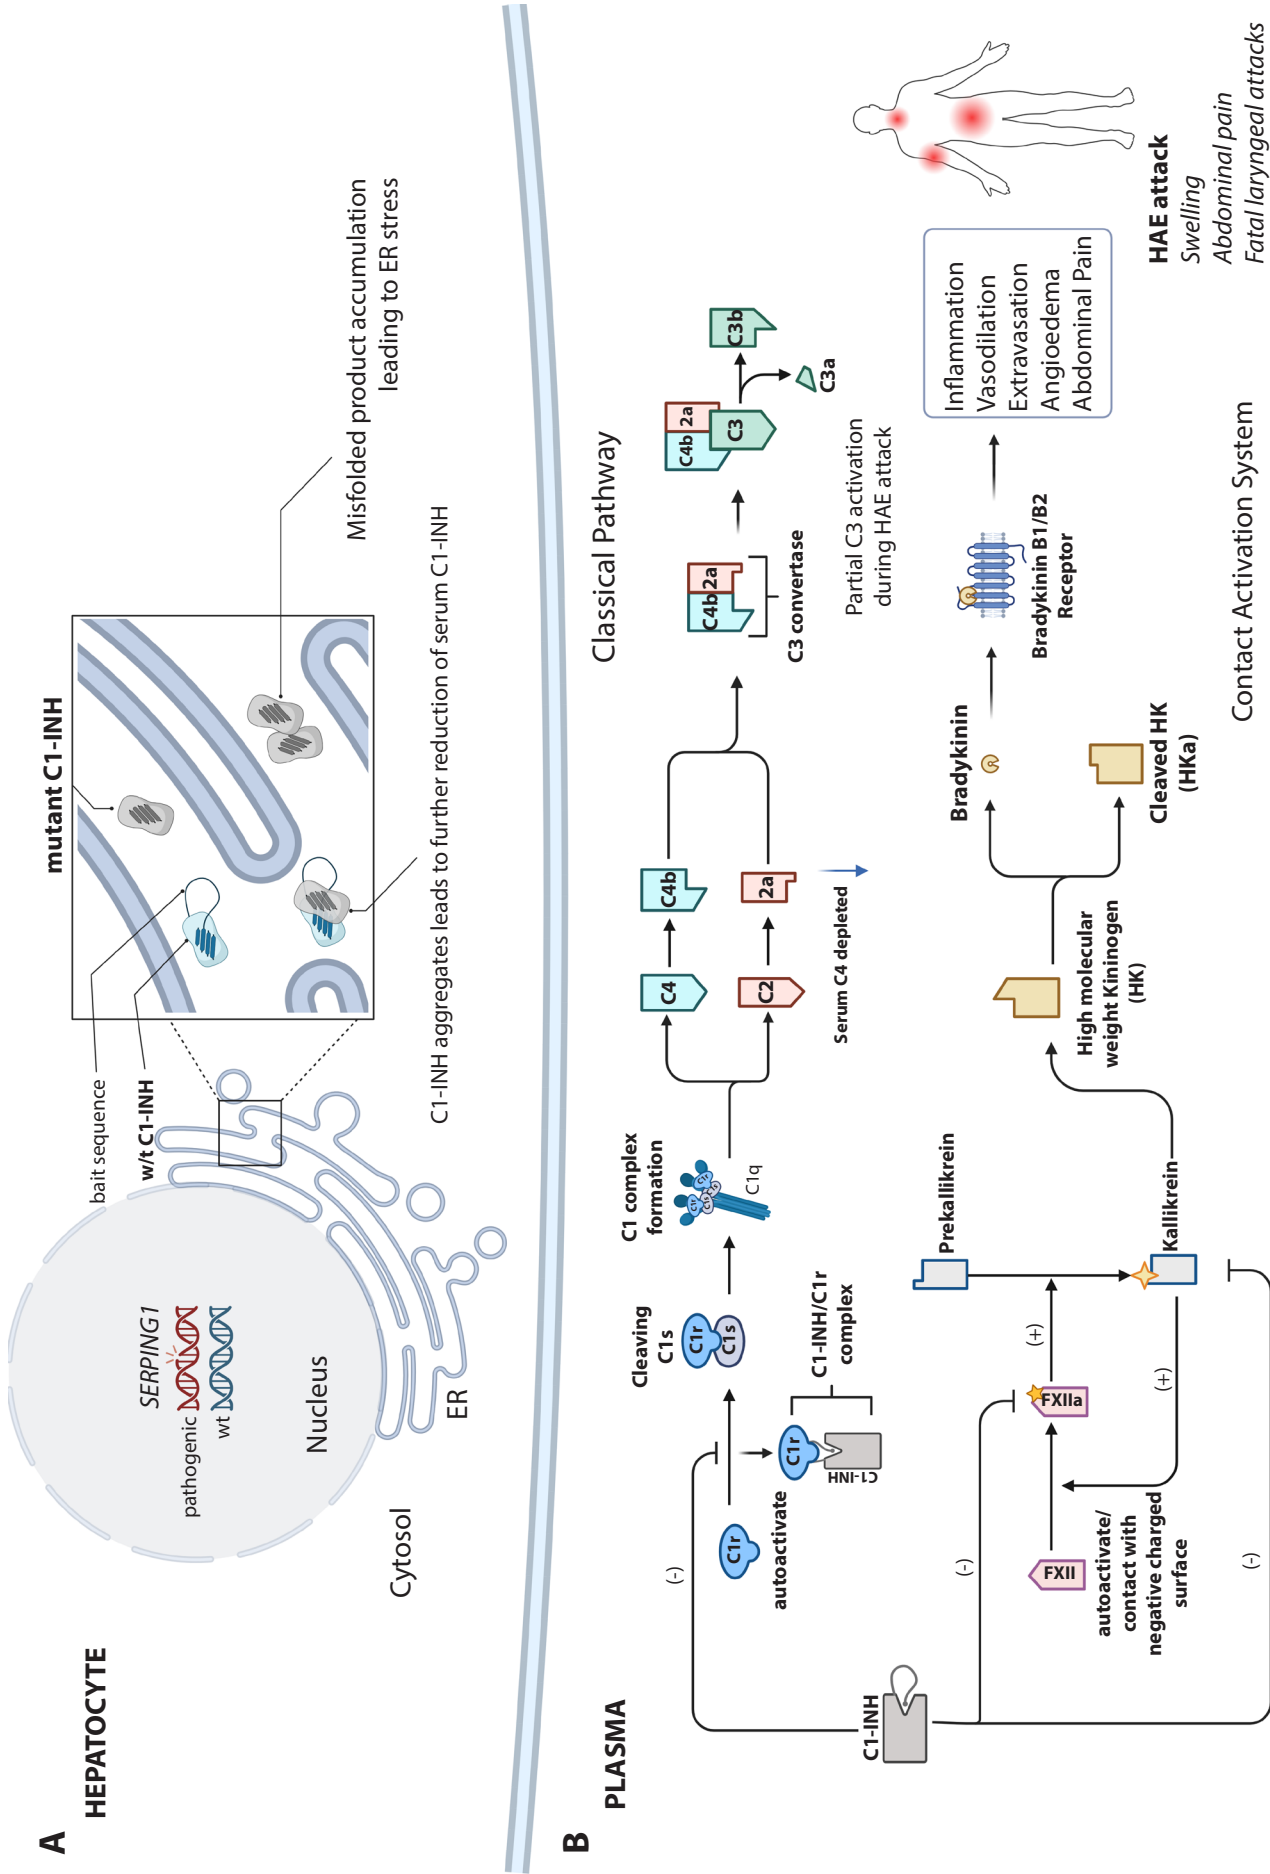 A
HEPATOCYTE
SERPING1
pathogenic
wt
Nucleus
Cytosol
ER
bait sequence
w/t C1-INH
mutant C1-INH
Misfolded product accumulation
leading to ER stress
C1-INH aggregates leads to further reduction of serum C1-INH
B
PLASMA
Classical Pathway
C1-INH
(-)
C1r
autoactivate
C1r
C1-INH
C1-INH/C1r
complex
Cleaving
C1s
C1r
C1s
C1 complex
formation
C1r
C1r
C1s
C1s
C1q
C4
C4b
C2
2a
Serum C4 depleted
C4b
2a
C3 convertase
C4b
2a
C3
C3b
C3a
Partial C3 activation
during HAE attack
(-)
FXII
autoactivate/
contact with
negative charged
surface
FXIIa
(+)
(+)
(-)
Prekallikrein
Kallikrein
High molecular
weight Kininogen
(HK)
Bradykinin
Cleaved HK
(HKa)
Bradykinin B1/B2
Receptor
Inflammation
Vasodilation
Extravasation
Angioedema
Abdominal Pain
Contact Activation System
HAE attack
Swelling
Abdominal pain
Fatal laryngeal attacks